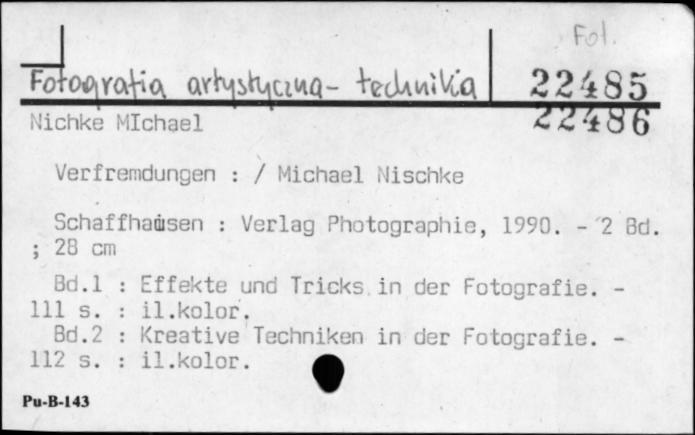 Fol.
Fotografia artystyczna - technika 22485
22486
Nichke MIchael
Verfremdungen : / Michael Nischke
Schaffhausen : Verlag Photographie, 1990. - 2 Bd.
; 28 cm
Bd.1 : Effekte und Tricks in der Fotografie. -
111 s. : il.kolor.
Bd.2 : Kreative Techniken in der Fotografie. -
112 s. : il.kolor.
Pu-B-143